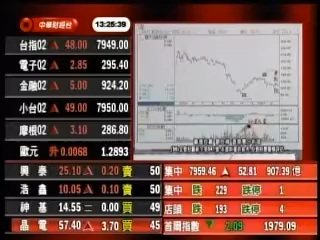 中華財經台 13:25:39
台指02 ▲ 48.00 7949.00
電子02 ▲ 2.85 295.40
金融02 ▲ 5.00 924.20
小台02 ▲ 49.00 7950.00
摩根02 ▲ 3.10 286.80
歐元 升 0.0068 1.2893
興泰 25.10 △ 0.20 賣 50
浩鑫 10.05 △ 0.10 賣 50
神基 14.55 － 0.00 買 49
晶電 57.40 △ 3.70 買 45
集中 7959.46 ▲ 52.81 907.39億
集中 跌 229 跌停 1
店頭 跌 193 跌停 4
首爾指數 ▼ 2.09 1979.09